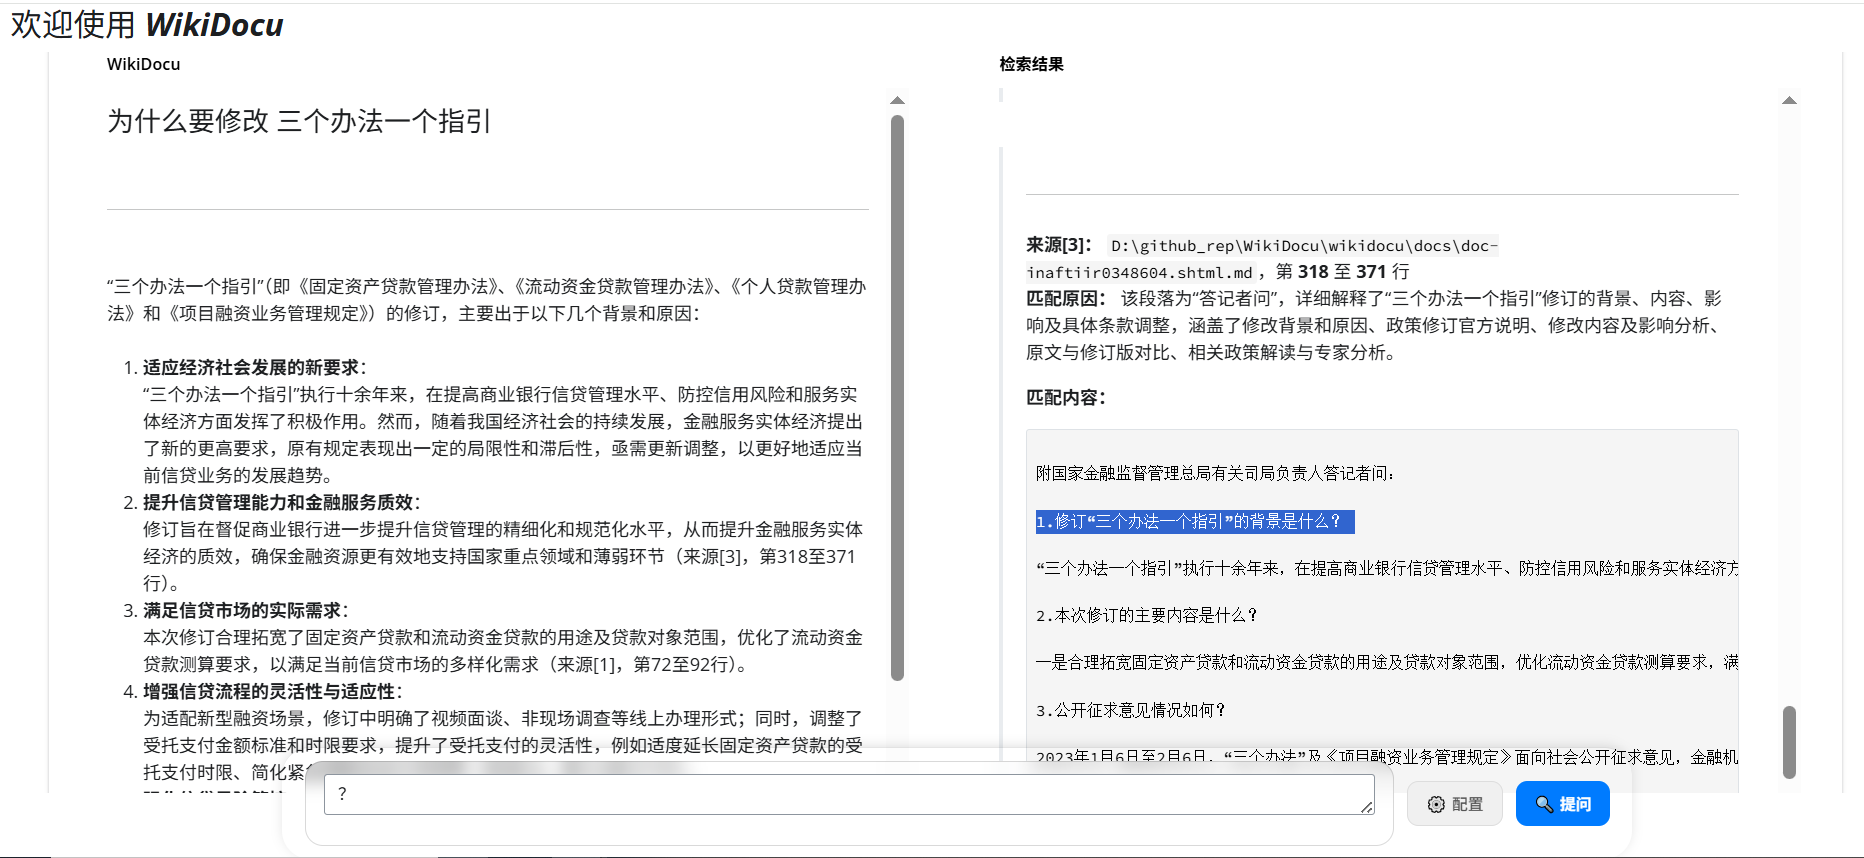 欢迎使用 WikiDocu
WikiDocu
为什么要修改 三个办法一个指引
“三个办法一个指引”（即《固定资产贷款管理办法》、《流动资金贷款管理办法》、《个人贷款管理办
法》和《项目融资业务管理规定》）的修订，主要出于以下几个背景和原因：
1. 适应经济社会发展的新要求：
“三个办法一个指引”执行十余年来，在提高商业银行信贷管理水平、防控信用风险和服务实
体经济方面发挥了积极作用。然而，随着我国经济社会的持续发展，金融服务实体经济提出
了新的更高要求，原有规定表现出一定的局限性和滞后性，亟需更新调整，以更好地适应当
前信贷业务的发展趋势。
2. 提升信贷管理能力和金融服务质效：
修订旨在督促商业银行进一步提升信贷管理的精细化和规范化水平，从而提升金融服务实体
经济的质效，确保金融资源更有效地支持国家重点领域和薄弱环节（来源[3]，第318至371
行）。
3. 满足信贷市场的实际需求：
本次修订合理拓宽了固定资产贷款和流动资金贷款的用途及贷款对象范围，优化了流动资金
贷款测算要求，以满足当前信贷市场的多样化需求（来源[1]，第72至92行）。
4. 增强信贷流程的灵活性与适应性：
为适配新型融资场景，修订中明确了视频面谈、非现场调查等线上办理形式；同时，调整了
受托支付金额标准和时限要求，提升了受托支付的灵活性，例如适度延长固定资产贷款的受
托支付时限、简化紧
检索结果
来源[3]： D:\github_rep\WikiDocu\wikidocu\docs\doc-
inaftiir0348604.shtml.md ，第 318 至 371 行
匹配原因： 该段落为“答记者问”，详细解释了“三个办法一个指引”修订的背景、内容、影
响及具体条款调整，涵盖了修改背景和原因、政策修订官方说明、修改内容及影响分析、
原文与修订版对比、相关政策解读与专家分析。
匹配内容：
附国家金融监督管理总局有关司局负责人答记者问：
1.修订“三个办法一个指引”的背景是什么？
“三个办法一个指引”执行十余年来，在提高商业银行信贷管理水平、防控信用风险和服务实体经济方
2.本次修订的主要内容是什么？
一是合理拓宽固定资产贷款和流动资金贷款的用途及贷款对象范围，优化流动资金贷款测算要求，满
3.公开征求意见情况如何？
2023年1月6日至2月6日，“三个办法”及《项目融资业务管理规定》面向社会公开征求意见，金融机
？
配置
提问